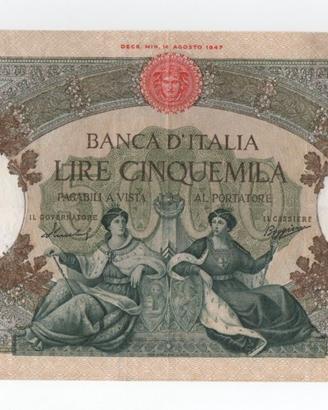 DECR. MIN. 14 AGOSTO 1947
BANCA D'ITALIA
LIRE CINQUEMILA
PAGABILI A VISTA AL PORTATORE
IL GOVERNATORE IL CASSIERE